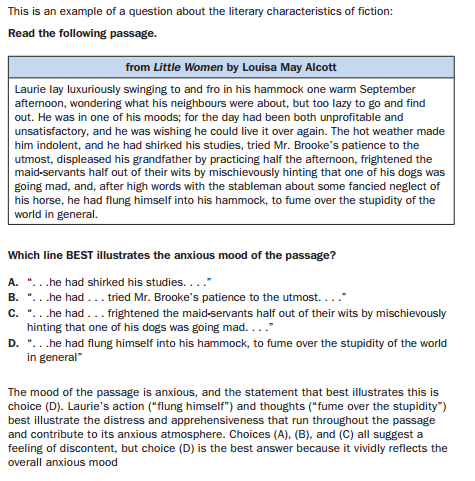 This is an example of a question about the literary characteristics of fiction:
Read the following passage.
from Little Women by Louisa May Alcott
Laurie lay luxuriously swinging to and fro in his hammock one warm September
afternoon, wondering what his neighbours were about, but too lazy to go and find
out. He was in one of his moods; for the day had been both unprofitable and
unsatisfactory, and he was wishing he could live it over again. The hot weather made
him indolent, and he had shirked his studies, tried Mr. Brooke's patience to the
utmost, displeased his grandfather by practicing half the afternoon, frightened the
maid-servants half out of their wits by mischievously hinting that one of his dogs was
going mad, and, after high words with the stableman about some fancied neglect of
his horse, he had flung himself into his hammock, to fume over the stupidity of the
world in general.
Which line BEST illustrates the anxious mood of the passage?
A. ". . .he had shirked his studies. . . ."
B. ". . .he had . . . tried Mr. Brooke's patience to the utmost. . . ."
C. ". . .he had . . . frightened the maid-servants half out of their wits by mischievously
hinting that one of his dogs was going mad. . . ."
D. ". . .he had flung himself into his hammock, to fume over the stupidity of the world
in general"
The mood of the passage is anxious, and the statement that best illustrates this is
choice (D). Laurie's action ("flung himself") and thoughts ("fume over the stupidity")
best illustrate the distress and apprehensiveness that run throughout the passage
and contribute to its anxious atmosphere. Choices (A), (B), and (C) all suggest a
feeling of discontent, but choice (D) is the best answer because it vividly reflects the
overall anxious mood